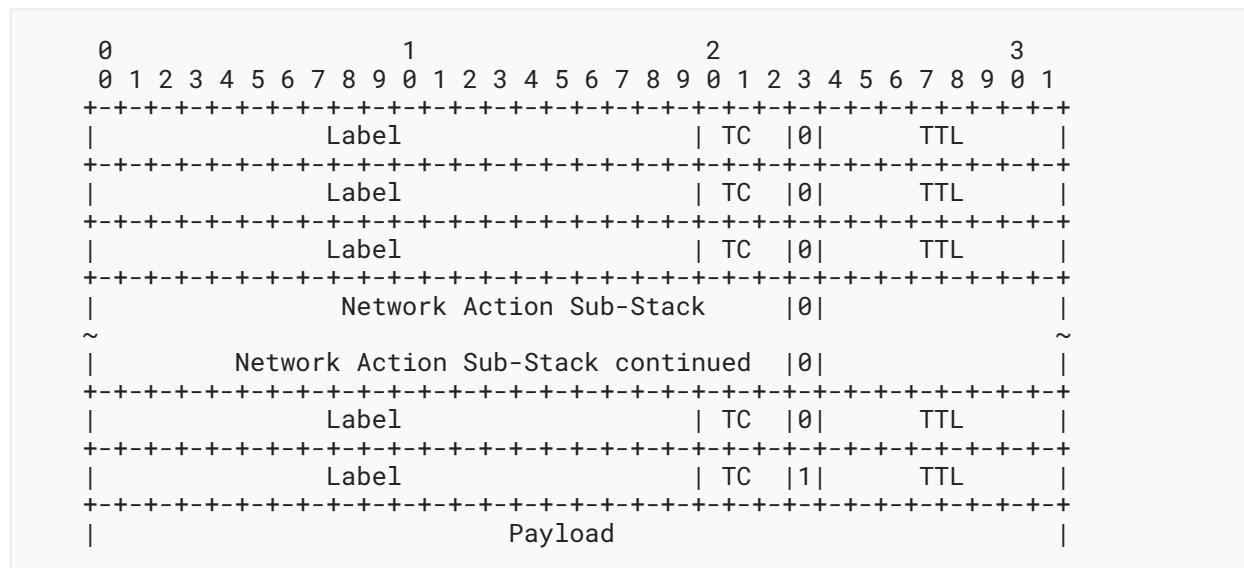 0                   1                   2                   3
 0 1 2 3 4 5 6 7 8 9 0 1 2 3 4 5 6 7 8 9 0 1 2 3 4 5 6 7 8 9 0 1
+-+-+-+-+-+-+-+-+-+-+-+-+-+-+-+-+-+-+-+-+-+-+-+-+-+-+-+-+-+-+-+-+
|               Label                   | TC  |0|      TTL      |
+-+-+-+-+-+-+-+-+-+-+-+-+-+-+-+-+-+-+-+-+-+-+-+-+-+-+-+-+-+-+-+-+
|               Label                   | TC  |0|      TTL      |
+-+-+-+-+-+-+-+-+-+-+-+-+-+-+-+-+-+-+-+-+-+-+-+-+-+-+-+-+-+-+-+-+
|               Label                   | TC  |0|      TTL      |
+-+-+-+-+-+-+-+-+-+-+-+-+-+-+-+-+-+-+-+-+-+-+-+-+-+-+-+-+-+-+-+-+
|                Network Action Sub-Stack     |0|               |
~                                                               ~
|         Network Action Sub-Stack continued  |0|               |
+-+-+-+-+-+-+-+-+-+-+-+-+-+-+-+-+-+-+-+-+-+-+-+-+-+-+-+-+-+-+-+-+
|               Label                   | TC  |0|      TTL      |
+-+-+-+-+-+-+-+-+-+-+-+-+-+-+-+-+-+-+-+-+-+-+-+-+-+-+-+-+-+-+-+-+
|               Label                   | TC  |1|      TTL      |
+-+-+-+-+-+-+-+-+-+-+-+-+-+-+-+-+-+-+-+-+-+-+-+-+-+-+-+-+-+-+-+-+
|                           Payload                             |